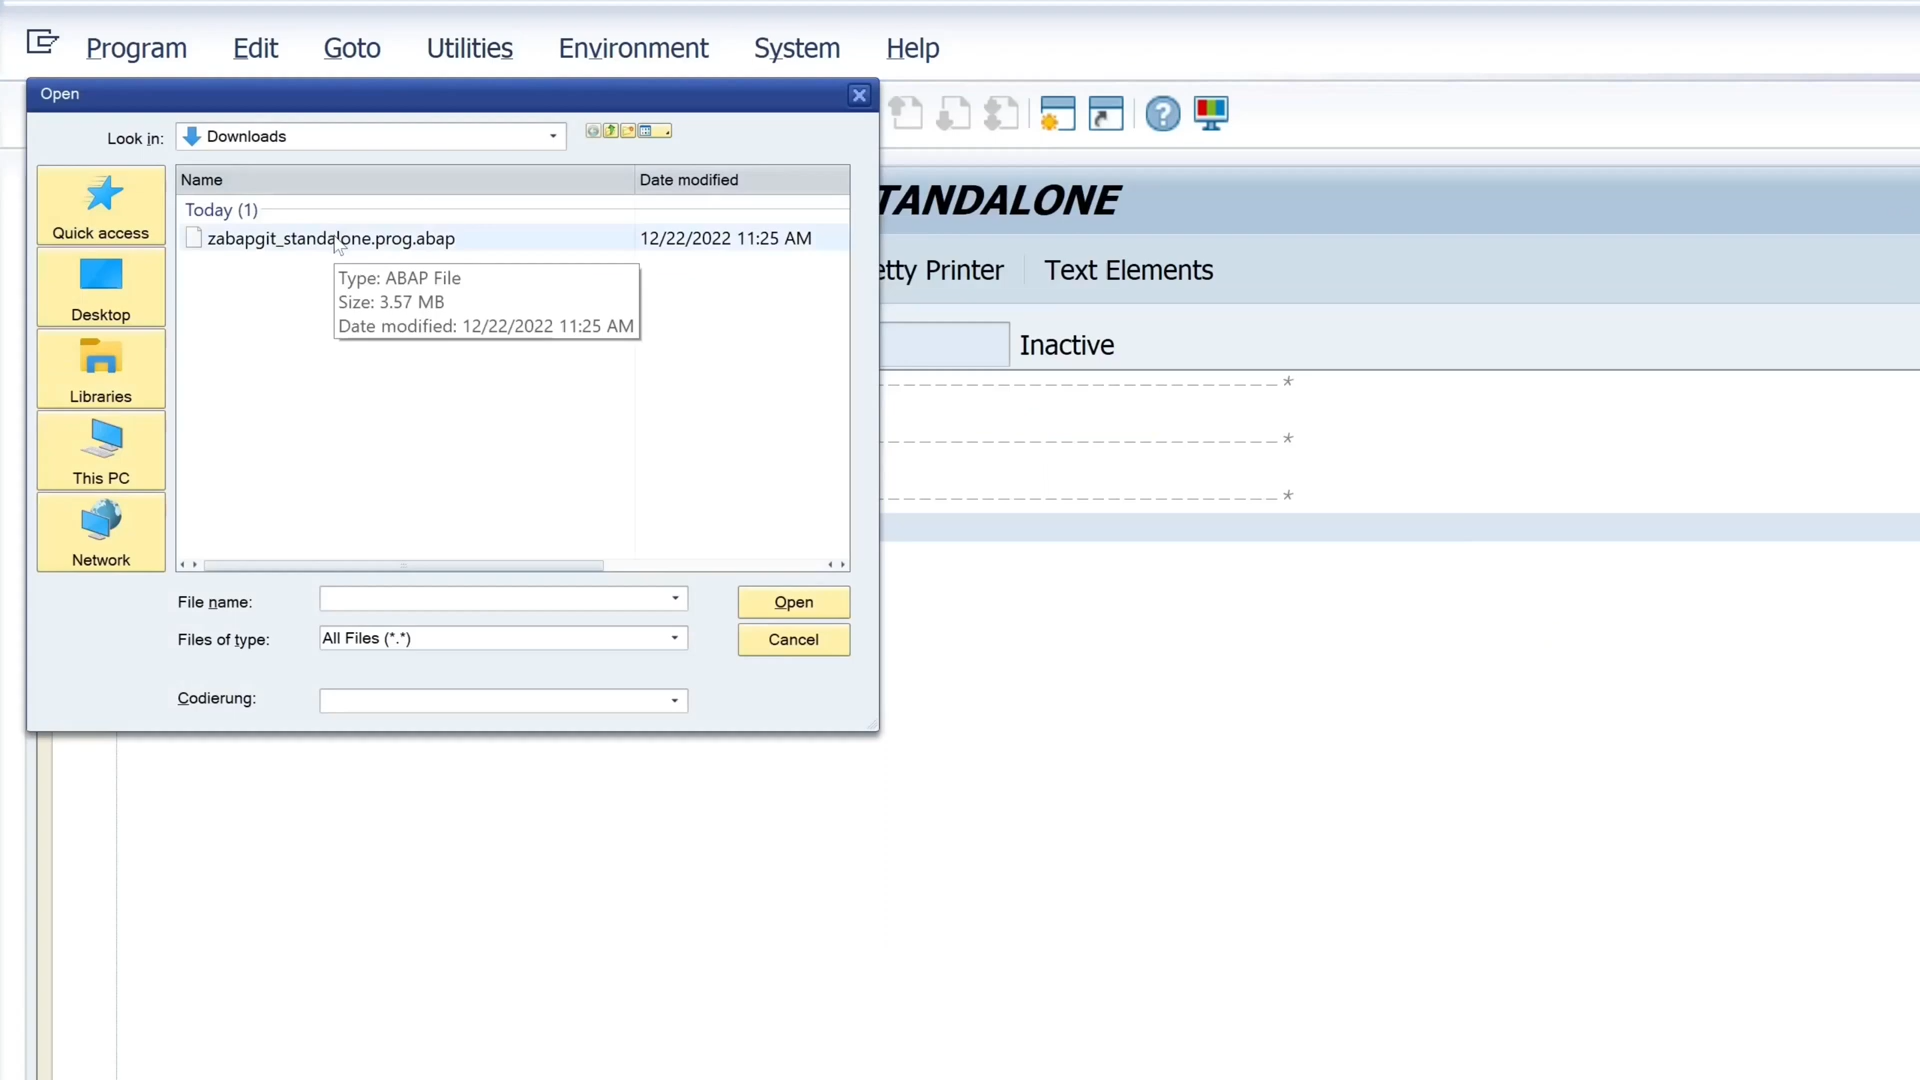 Program Edit Goto Utilities Environment System Help
Open
Look in: Downloads
Name Date modified
Today (1)
zabapgit_standalone.prog.abap 12/22/2022 11:25 AM
Type: ABAP File
Size: 3.57 MB
Date modified: 12/22/2022 11:25 AM
Quick access
Desktop
Libraries
This PC
Network
File name:
Open
Files of type: All Files (*.*)
Cancel
Codierung:
TANDALONE
etty Printer Text Elements
Inactive
_ _ _ _ _ _ _ _ _ _ _ _ _ _ _ _ _ _ _ _ _ _ *
_ _ _ _ _ _ _ _ _ _ _ _ _ _ _ _ _ _ _ _ _ _ *
_ _ _ _ _ _ _ _ _ _ _ _ _ _ _ _ _ _ _ _ _ _ *